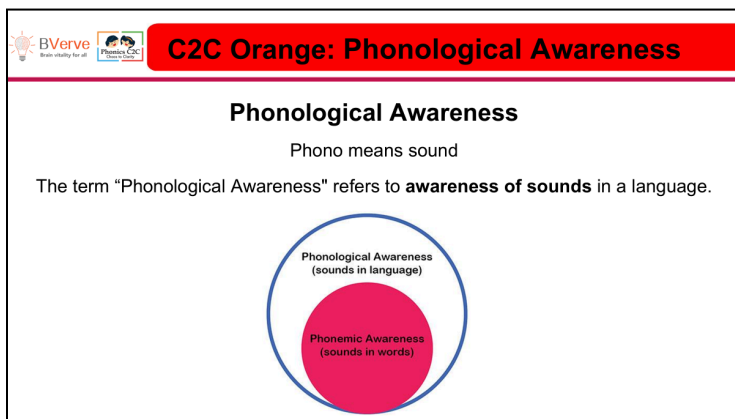 BVerve
Brain vitality for all
Phonics C2C
Chaos to Clarity
C2C Orange: Phonological Awareness
Phonological Awareness
Phono means sound
The term “Phonological Awareness" refers to awareness of sounds in a language.
Phonological Awareness
(sounds in language)
Phonemic Awareness
(sounds in words)